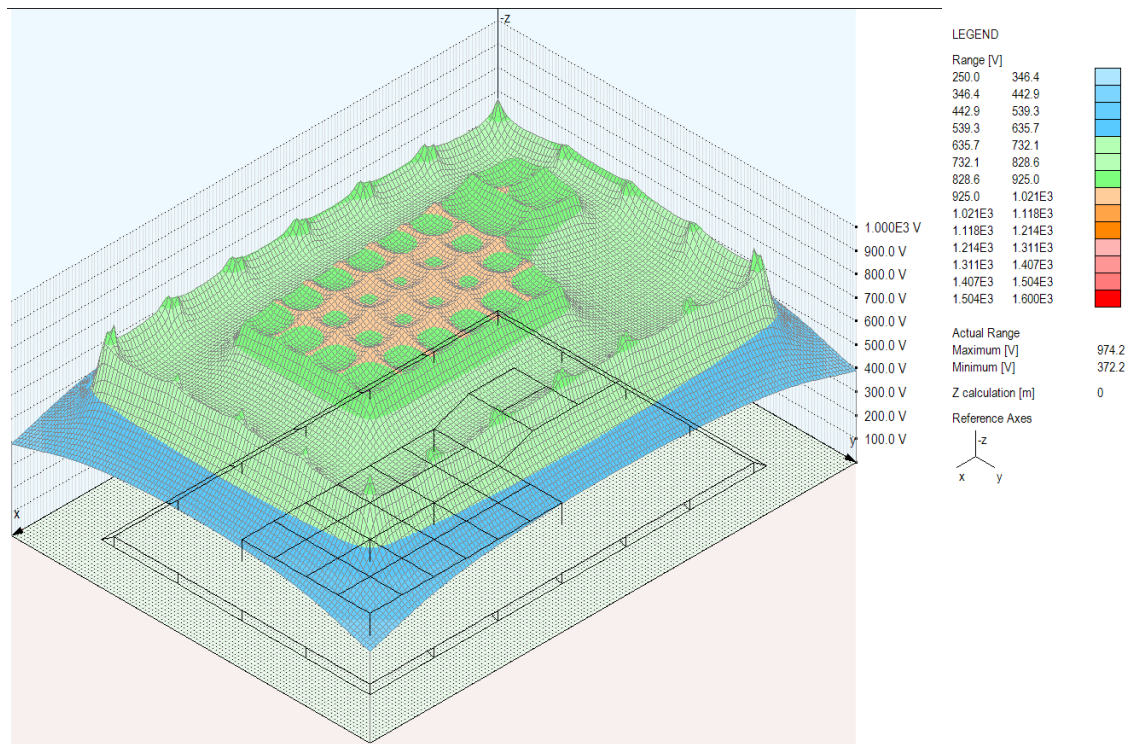 -z
x
y
1.000E3 V
900.0 V
800.0 V
700.0 V
600.0 V
500.0 V
400.0 V
300.0 V
200.0 V
100.0 V
LEGEND
Range [V]
250.0 346.4
346.4 442.9
442.9 539.3
539.3 635.7
635.7 732.1
732.1 828.6
828.6 925.0
925.0 1.021E3
1.021E3 1.118E3
1.118E3 1.214E3
1.214E3 1.311E3
1.311E3 1.407E3
1.407E3 1.504E3
1.504E3 1.600E3
Actual Range
Maximum [V] 974.2
Minimum [V] 372.2
Z calculation [m] 0
Reference Axes
-z
x y